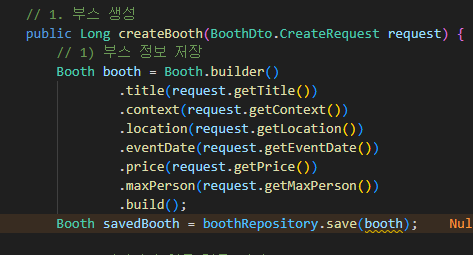 // 1. 부스 생성
public Long createBooth(BoothDto.CreateRequest request) {
// 1) 부스 정보 저장
Booth booth = Booth.builder()
.title(request.getTitle())
.context(request.getContext())
.location(request.getLocation())
.eventDate(request.getEventDate())
.price(request.getPrice())
.maxPerson(request.getMaxPerson())
.build();
Booth savedBooth = boothRepository.save(booth); Nul